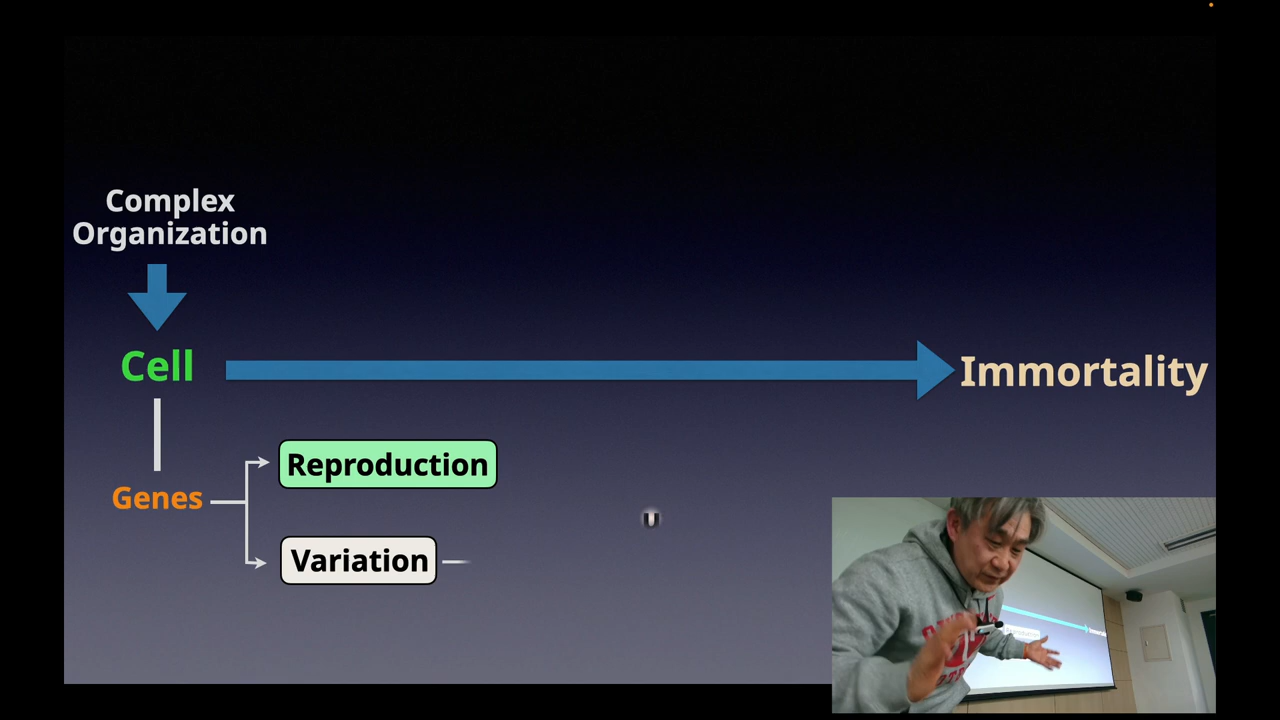 Complex
Organization
Cell
Immortality
Genes
Reproduction
Variation
U